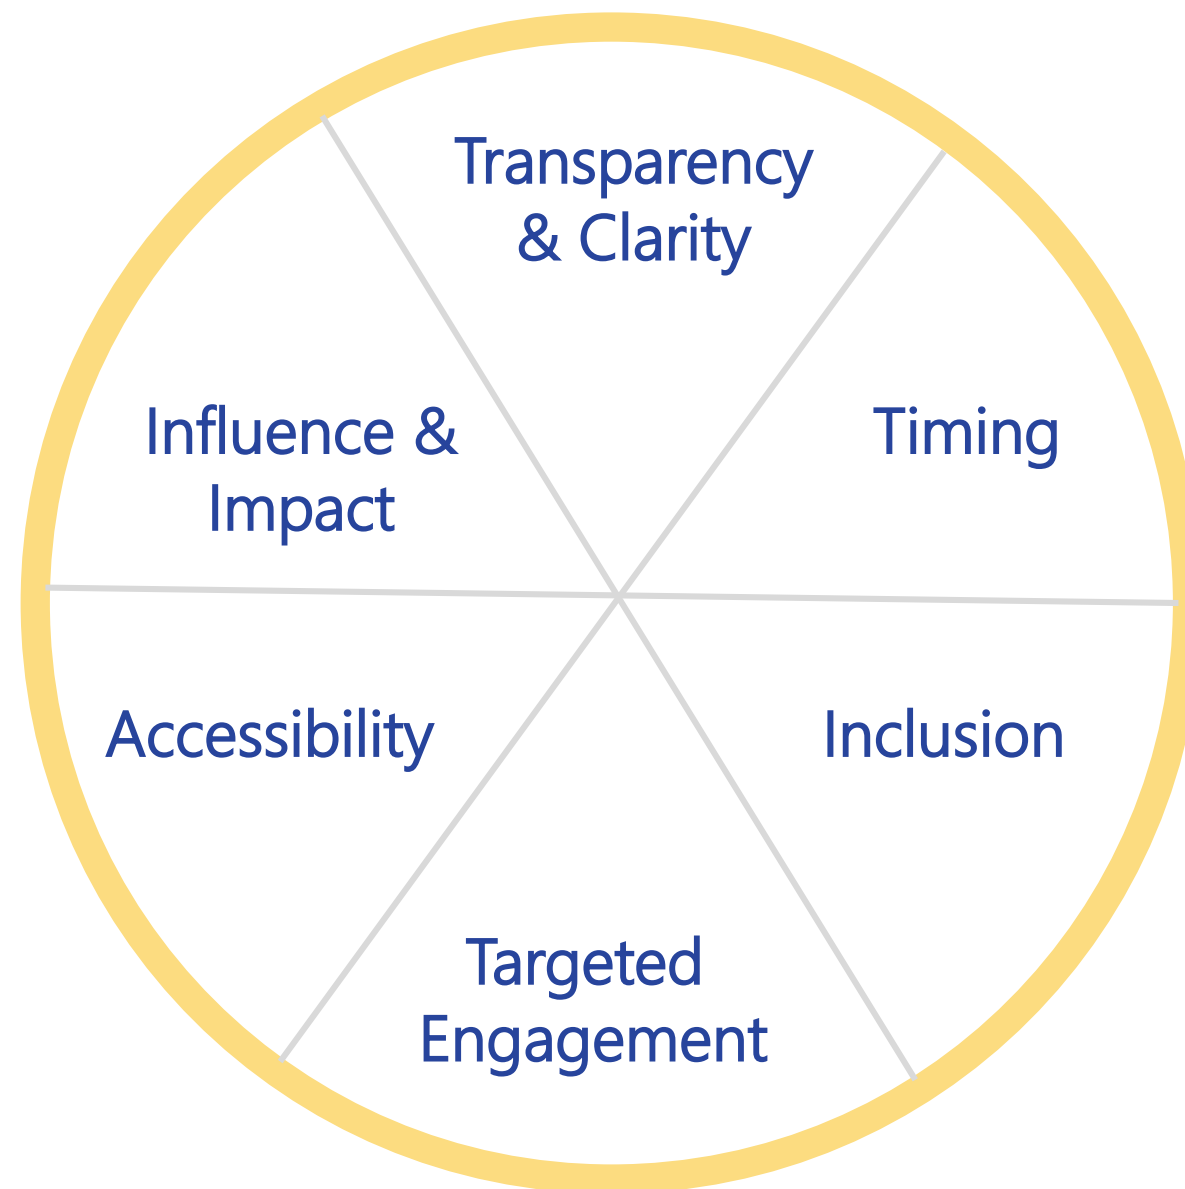 Transparency
& Clarity
Timing
Influence &
Impact
Accessibility
Inclusion
Targeted
Engagement